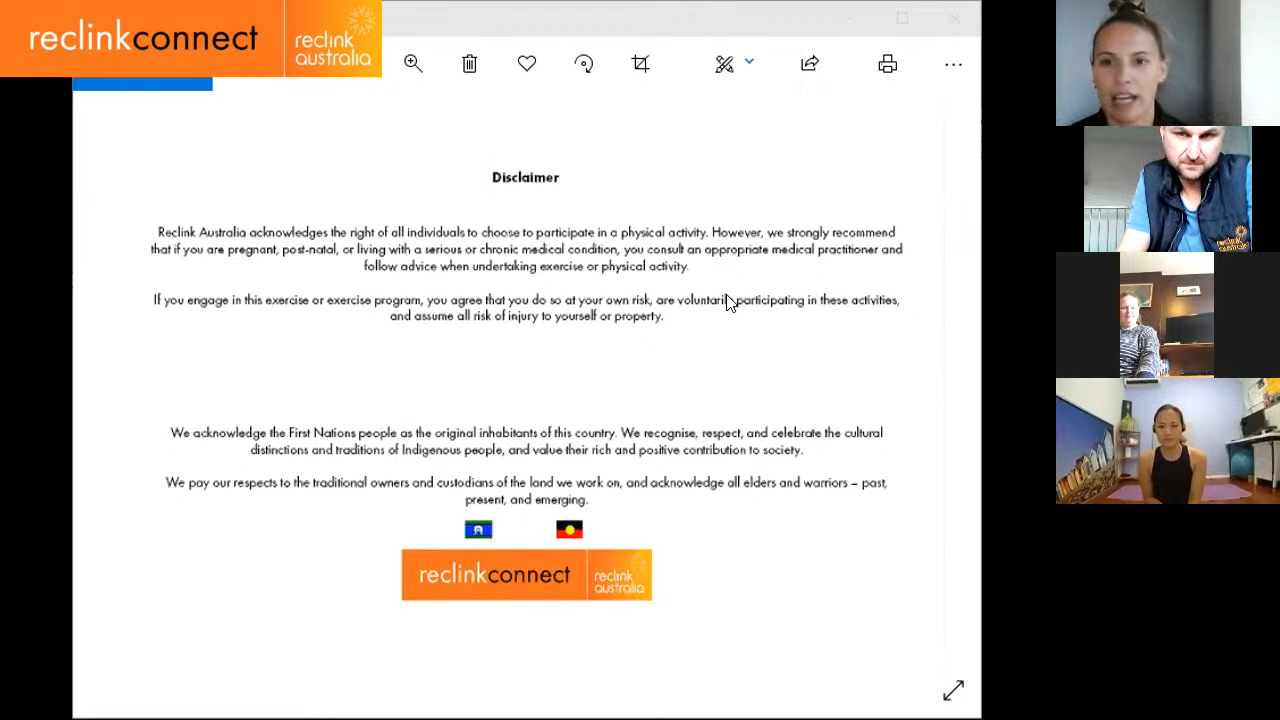 reclinkconnect reclink
australia
Disclaimer
Reclink Australia acknowledges the right of all individuals to choose to participate in a physical activity. However, we strongly recommend
that if you are pregnant, post-natal, or living with a serious or chronic medical condition, you consult an appropriate medical practitioner and
follow advice when undertaking exercise or physical activity.
If you engage in this exercise or exercise program, you agree that you do so at your own risk, are voluntarily participating in these activities,
and assume all risk of injury to yourself or property.
We acknowledge the First Nations people as the original inhabitants of this country. We recognise, respect, and celebrate the cultural
distinctions and traditions of Indigenous people, and value their rich and positive contribution to society.
We pay our respects to the traditional owners and custodians of the land we work on, and acknowledge all elders and warriors – past,
present, and emerging.
reclinkconnect reclink
australia